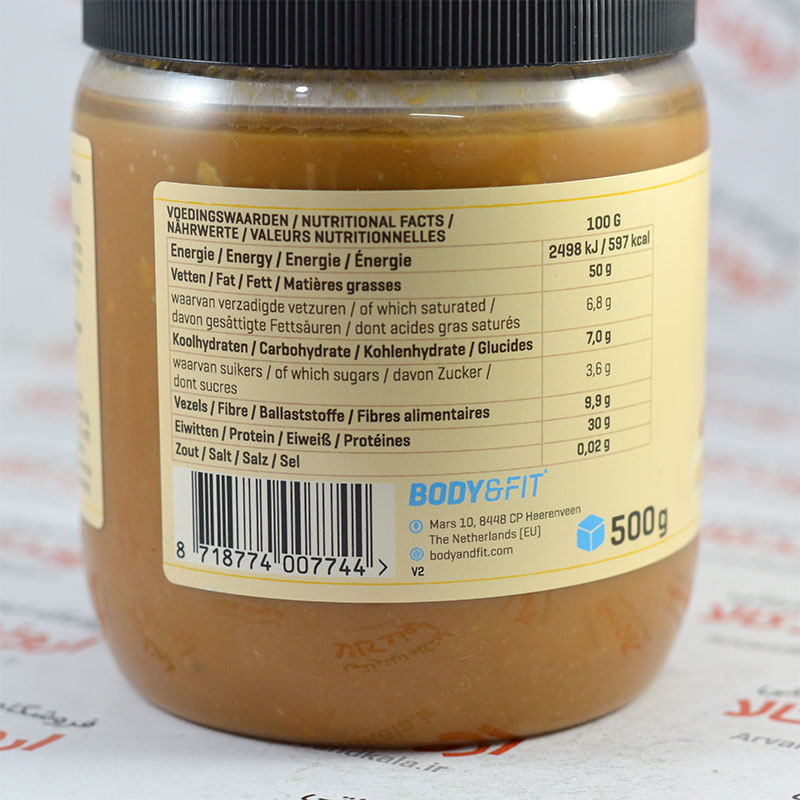 VOEDINGSWAARDEN / NUTRITIONAL FACTS /
NÄHRWERTE / VALEURS NUTRITIONNELLES 100 G
Energie / Energy / Energie / Énergie 2498 kJ / 597 kcal
Vetten / Fat / Fett / Matières grasses 50 g
waarvan verzadigde vetzuren / of which saturated /
davon gesättigte Fettsäuren / dont acides gras saturés 6,8 g
Koolhydraten / Carbohydrate / Kohlenhydrate / Glucides 7,0 g
waarvan suikers / of which sugars / davon Zucker /
dont sucres 3,6 g
Vezels / Fibre / Ballaststoffe / Fibres alimentaires 9,9 g
Eiwitten / Protein / Eiweiß / Protéines 30 g
Zout / Salt / Salz / Sel 0,02 g
8 718774 007744 >
BODY&FIT
Mars 10, 8448 CP Heerenveen
The Netherlands (EU)
bodyandfit.com
V2
500g
Arvandkala.ir